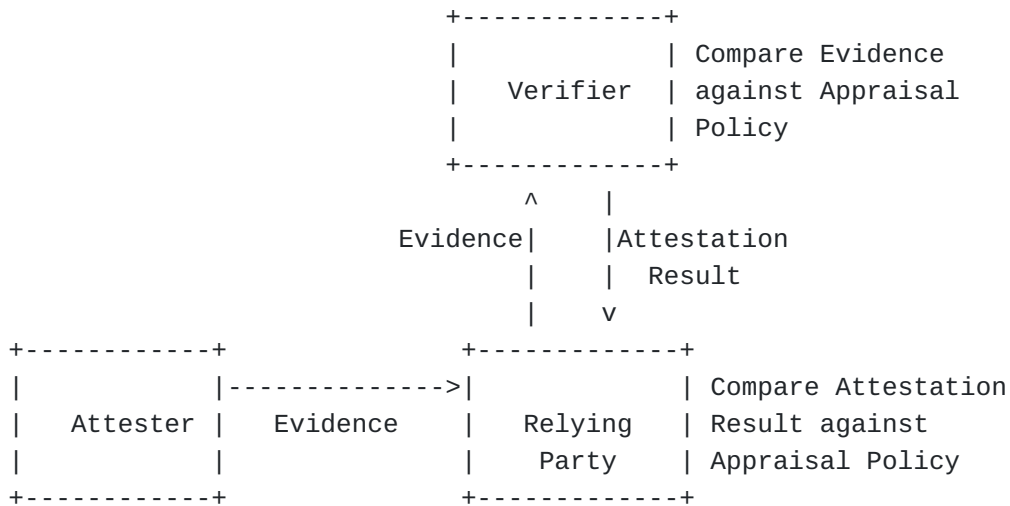 +-------------+
                            |             | Compare Evidence
                            |   Verifier  | against Appraisal
                            |             | Policy
                            +-------------+
                                 ^    |
                         Evidence|    |Attestation
                                 |    |  Result
                                 |    v
+------------+               +-------------+
|            |-------------->|             | Compare Attestation
|   Attester |   Evidence    |   Relying   | Result against
|            |               |    Party    | Appraisal Policy
+------------+               +-------------+